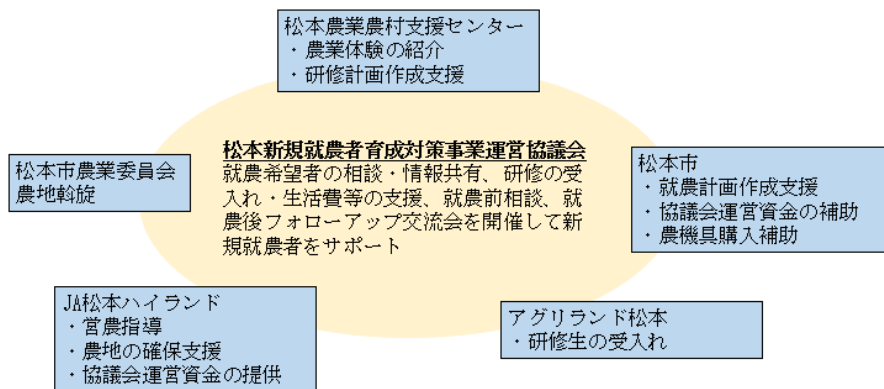 松本農業農村支援センター
・農業体験の紹介
・研修計画作成支援
松本新規就農者育成対策事業運営協議会
就農希望者の相談・情報共有、研修の受
入れ・生活費等の支援、就農前相談、就
農後フォローアップ交流会を開催して新
規就農者をサポート
松本市農業委員会
農地斡旋
松本市
・就農計画作成支援
・協議会運営資金の補助
・農機具購入補助
JA松本ハイランド
・営農指導
・農地の確保支援
・協議会運営資金の提供
アグリランド松本
・研修生の受入れ